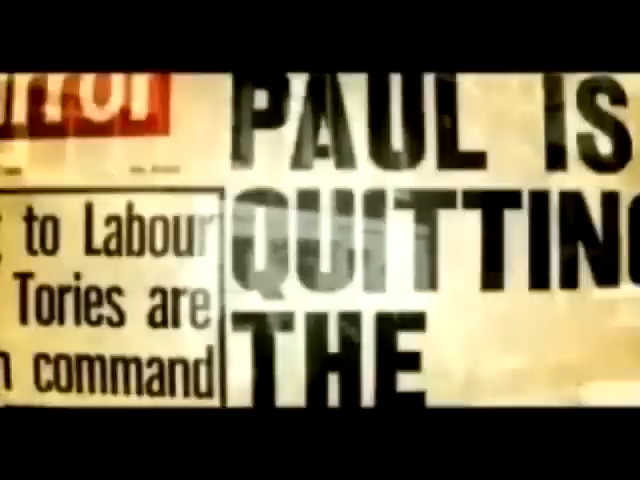 PAUL IS
QUITTING
THE
to Labour
Tories are
command